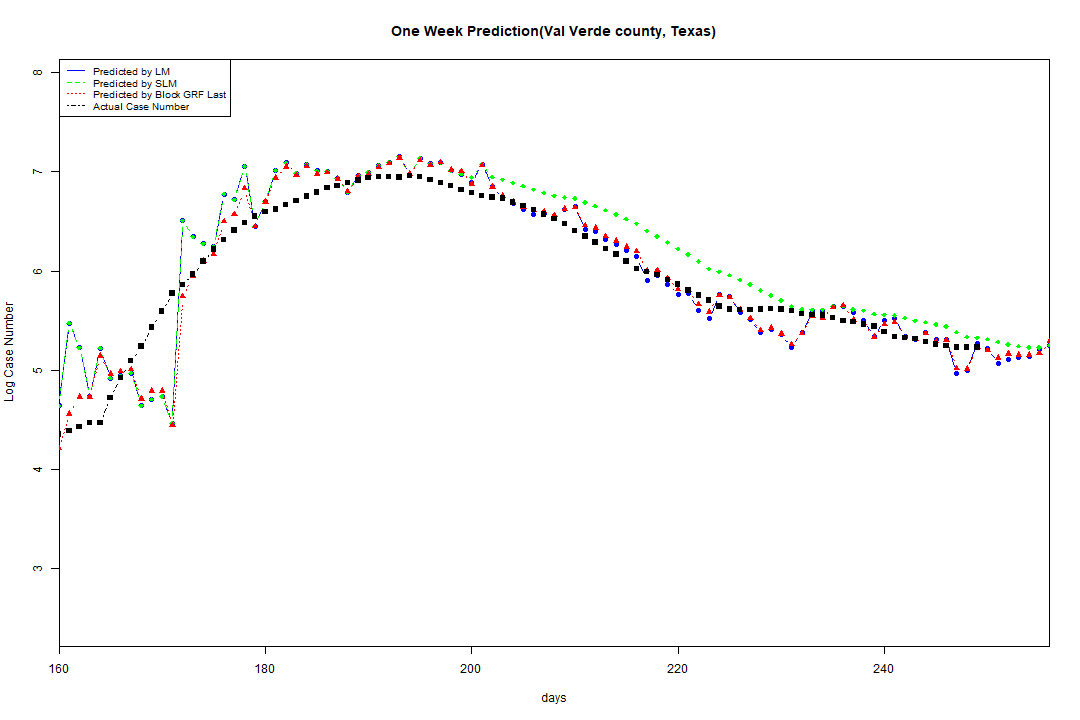 One Week Prediction(Val Verde county, Texas)
Predicted by LM
Predicted by SLM
Predicted by Block GRF Last
Actual Case Number
8
7
6
5
4
3
Log Case Number
160
180
200
220
240
days